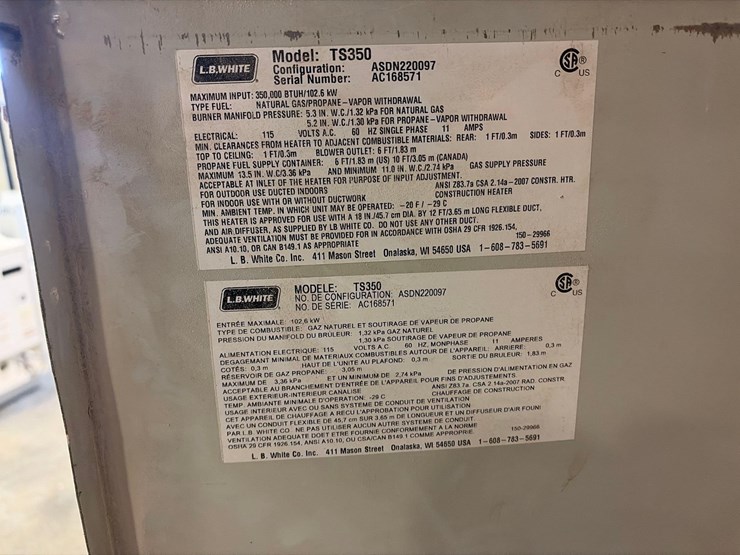 L.B.WHITE
Model: TS350
Configuration: ASDN220097
Serial Number: AC168571
MAXIMUM INPUT: 350,000 BTUH/102.6 kW
TYPE FUEL: NATURAL GAS/PROPANE-VAPOR WITHDRAWAL
BURNER MANIFOLD PRESSURE: 5.3 IN. W.C./1.32 kPa FOR NATURAL GAS
5.2 IN. W.C./1.30 kPa FOR PROPANE-VAPOR WITHDRAWAL
ELECTRICAL: 115 VOLTS A.C. 60 HZ SINGLE PHASE 11 AMPS
MIN. CLEARANCES FROM HEATER TO ADJACENT COMBUSTIBLE MATERIALS: REAR: 1 FT/0.3m SIDES: 1 FT/0.3m
TOP TO CEILING: 1 FT/0.3m BLOWER OUTLET: 6 FT/1.83 m
PROPANE FUEL SUPPLY CONTAINER: 6 FT/1.83 m (US) 10 FT/3.05 m (CANADA)
MAXIMUM 13.5 IN. W.C/3.36 kPa AND MINIMUM 11.0 IN. W.C./2.74 kPa GAS SUPPLY PRESSURE
ACCEPTABLE AT INLET OF THE HEATER FOR PURPOSE OF INPUT ADJUSTMENT.
FOR OUTDOOR USE DUCTED INDOORS ANSI Z83.7a CSA 2.14a-2007 CONSTR. HTR.
FOR INDOOR USE WITH OR WITHOUT DUCTWORK CONSTRUCTION HEATER
MIN. AMBIENT TEMP. IN WHICH UNIT MAY BE OPERATED: -20 F / -29 C
THIS HEATER IS APPROVED FOR USE WITH A 18 IN./45.7 cm DIA. BY 12 FT/3.65 m LONG FLEXIBLE DUCT,
AND AIR DIFFUSER, AS SUPPLIED BY LB WHITE CO. DO NOT USE ANY OTHER DUCT.
ADEQUATE VENTILATION MUST BE PROVIDED FOR IN ACCORDANCE WITH OSHA 29 CFR 1926.154,
ANSI A10.10, OR CAN B149.1 AS APPROPRIATE 150-29966
L. B. White Co. Inc. 411 Mason Street Onalaska, WI 54650 USA 1-608-783-5691
SA ®
C US
L.B.WHITE
MODELE: TS350
NO. DE CONFIGURATION: ASDN220097
NO. DE SÉRIE: AC168571
ENTRÉE MAXIMALE: 102,6 kW
TYPE DE COMBUSTIBLE: GAZ NATUREL ET SOUTIRAGE DE VAPEUR DE PROPANE
PRESSION DU MANIFOLD DU BRÛLEUR: 1,32 kPa GAZ NATUREL
1,30 kPa SOUTIRAGE DE VAPEUR DE PROPANE
ALIMENTATION ELECTRIQUE: 115 VOLTS A.C. 60 HZ, MONPHASE 11 AMPERES
DEGAGEMENT MINIMAL DE MATERIAUX COMBUSTIBLES AUTOUR DE L'APPAREIL: ARRIERE: 0,3 m
COTÉS: 0,3 m HAUT DE L'UNITE AU PLAFOND: 0,3 m SORTIE DU BRULEUR: 1,83 m
RÉSERVOIR DE GAZ PROPANE: 3,05 m
MAXIMUM DE 3,36 kPa ET UN MINIMUM DE 2,74 kPa DE PRESSION D'ALIMENTATION EN GAZ
ACCEPTABLE AU BRANCHEMENT D'ENTRÉE DE L'APPAREIL POUR FINS D'ADJUSTEMENTS
USAGE EXTERIEUR-INTERIEUR CANALISE ANSI Z83.7a, CSA 2.14a-2007 RAD. CONSTR.
TEMP. AMBIANTE MINIMALE D'OPERATION: -29 C CHAUFFAGE DE CONSTRUCTION
USAGE INTERIEUR AVEC OU SANS SYSTEME DE CONDUIT DE VENTILATION
CET APPAREIL DE CHAUFFAGE A REÇU L'APPROBATION POUR UTILISATION
AVEC UN CONDUIT FLEXIBLE DE 45,7 cm SUR 3,65 m DE LONGUEUR ET UN DIFFUSEUR D'AIR FOUNI
PAR L.B. WHITE CO. NE PAS UTILISER AUCUN AUTRE SYSTEME DE CONDUIT.
VENTILATION ADEQUATE DOET ETRE FOURNIE CONFORMEMENT A LA NORME
OSHA 29 CFR 1926.154, ANSI A10.10, OU CSA/CAN B149.1 COMME APPROPRIE. 150-29966
L. B. White Co. Inc. 411 Mason Street Onalaska, WI 54650 USA 1-608-783-5691
SA ®
C US